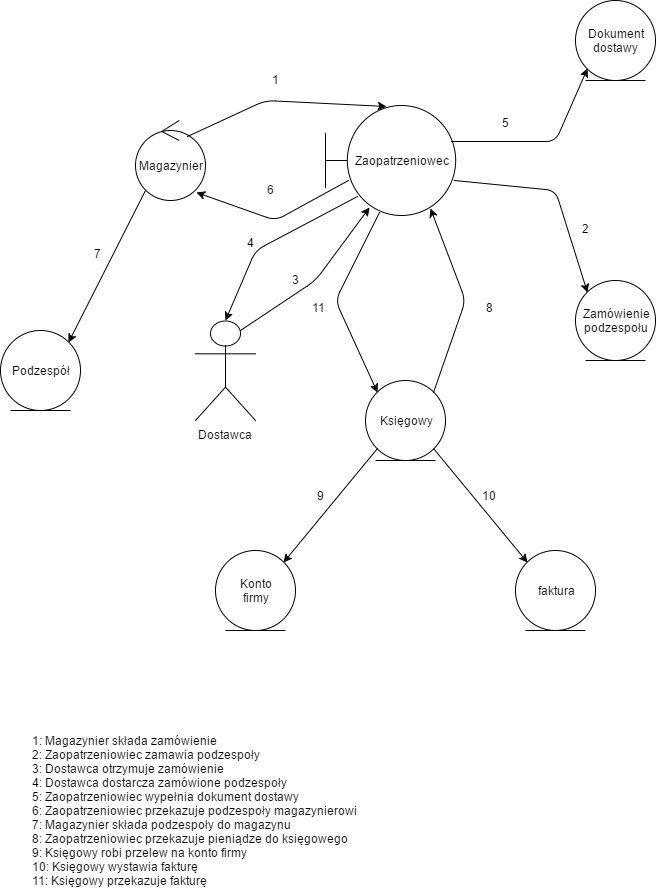 Dokument
dostawy
1
5
Magazynier
Zaopatrzeniowec
6
2
4
7
3
11
8
Zamówienie
podzespołu
Podzespół
Księgowy
Dostawca
9
10
Konto
firmy
faktura
1: Magazynier składa zamówienie
2: Zaopatrzeniowiec zamawia podzespoły
3: Dostawca otrzymuje zamówienie
4: Dostawca dostarcza zamówione podzespoły
5: Zaopatrzeniowiec wypełnia dokument dostawy
6: Zaopatrzeniowiec przekazuje podzespoły magazynierowi
7: Magazynier składa podzespoły do magazynu
8: Zaopatrzeniowiec przekazuje pieniądze do księgowego
9: Księgowy robi przelew na konto firmy
10: Księgowy wystawia fakturę
11: Księgowy przekazuje fakturę